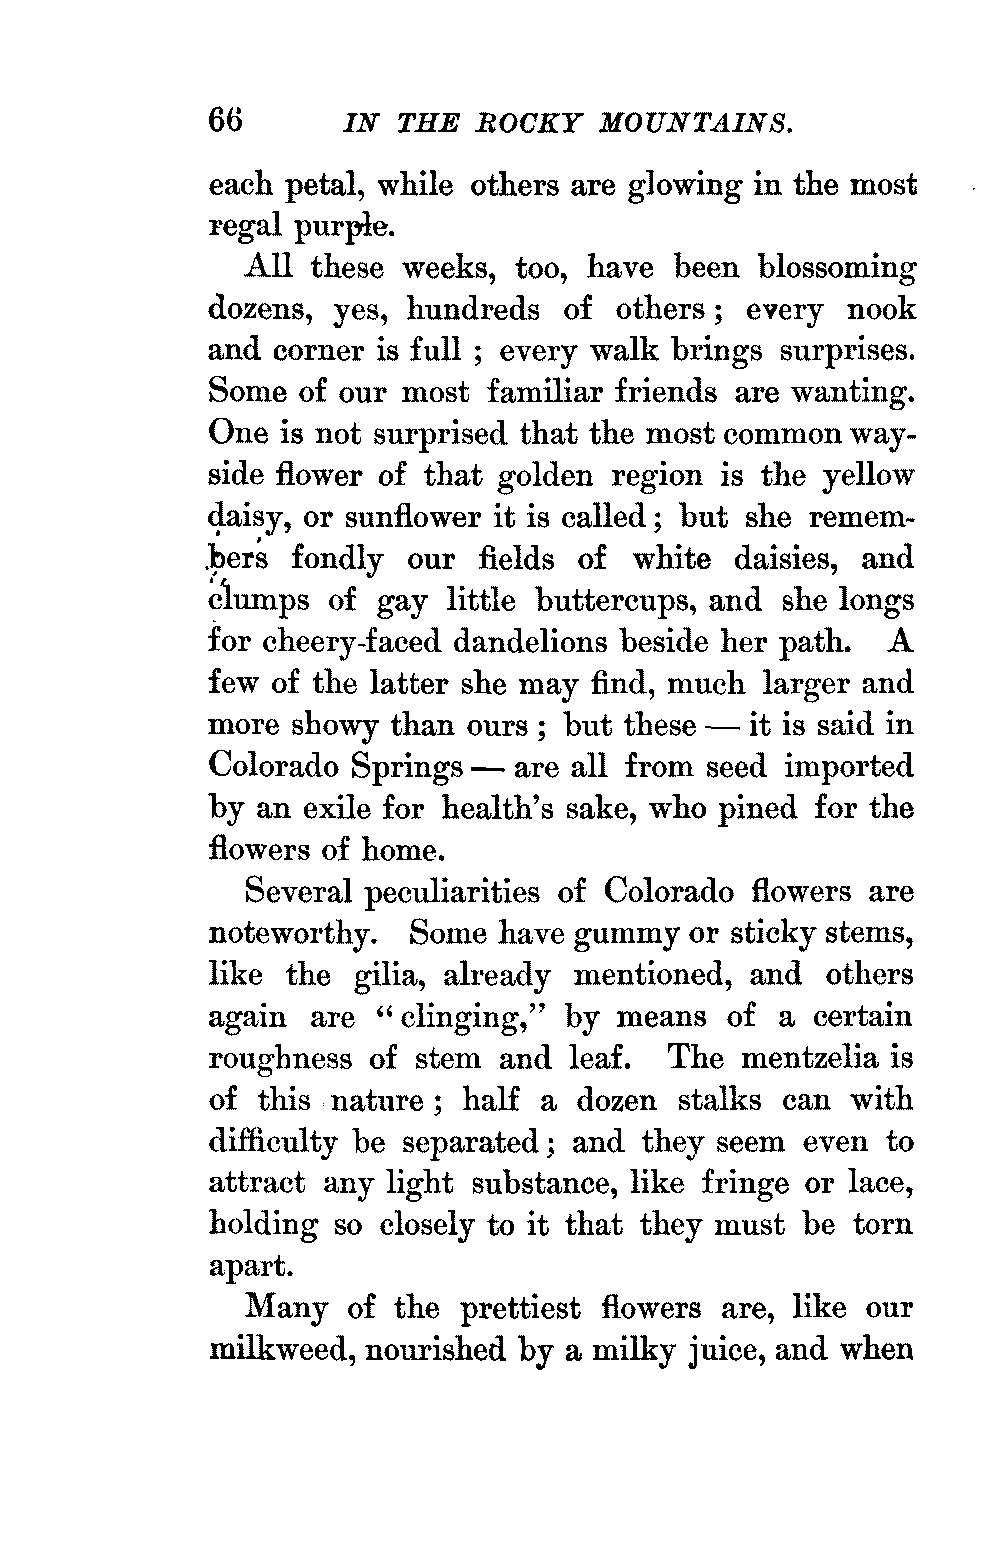 66 IN THE ROCKY MOUNTAINS.
each petal, while others are glowing in the most
regal purple.
All these weeks, too, have been blossoming
dozens, yes, hundreds of others ; every nook
and corner is full ; every walk brings surprises.
Some of our most familiar friends are wanting.
One is not surprised that the most common way-
side flower of that golden region is the yellow
daisy, or sunflower it is called ; but she remem-
bers fondly our fields of white daisies, and
clumps of gay little buttercups, and she longs
for cheery-faced dandelions beside her path. A
few of the latter she may find, much larger and
more showy than ours ; but these — it is said in
Colorado Springs — are all from seed imported
by an exile for health's sake, who pined for the
flowers of home.
Several peculiarities of Colorado flowers are
noteworthy. Some have gummy or sticky stems,
like the gilia, already mentioned, and others
again are “ clinging,” by means of a certain
roughness of stem and leaf. The mentzelia is
of this nature ; half a dozen stalks can with
difficulty be separated ; and they seem even to
attract any light substance, like fringe or lace,
holding so closely to it that they must be torn
apart.
Many of the prettiest flowers are, like our
milkweed, nourished by a milky juice, and when